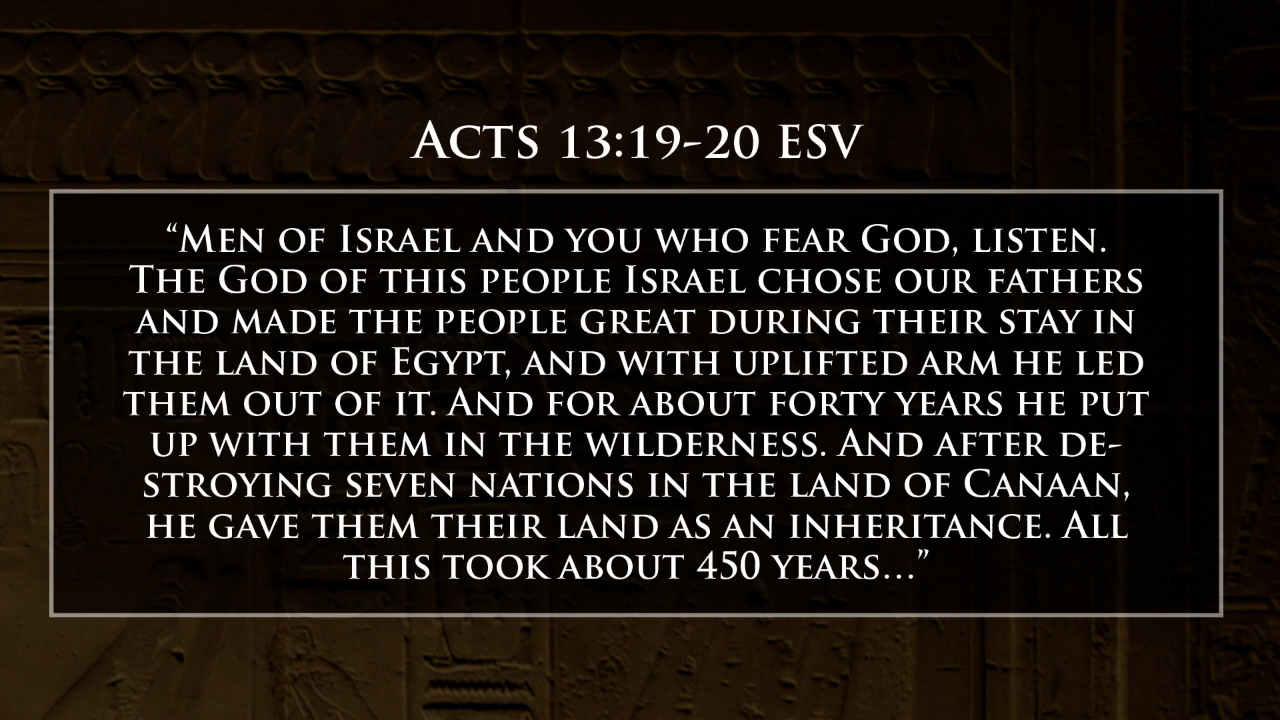 Acts 13:19-20 ESV
“Men of Israel and you who fear God, listen.
The God of this people Israel chose our fathers
and made the people great during their stay in
the land of Egypt, and with uplifted arm he led
them out of it. And for about forty years he put
up with them in the wilderness. And after de-
stroying seven nations in the land of Canaan,
he gave them their land as an inheritance. All
this took about 450 years…”